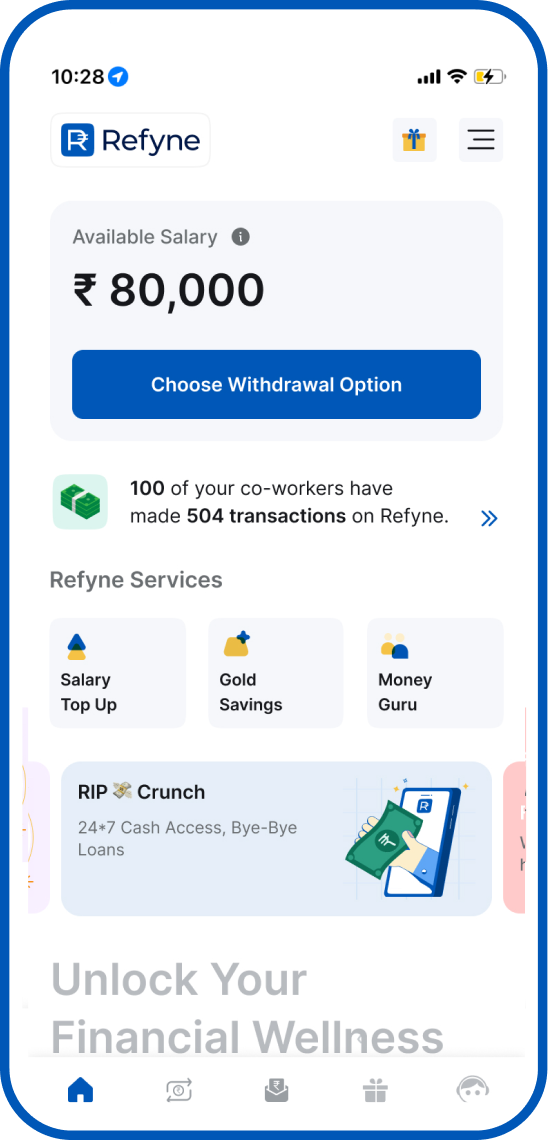 10:28
Refyne
Available Salary
₹ 80,000
Choose Withdrawal Option
100 of your co-workers have
made 504 transactions on Refyne.
Refyne Services
Salary
Top Up
Gold
Savings
Money
Guru
RIP 💸 Crunch
24*7 Cash Access, Bye-Bye
Loans
Unlock Your
Financial Wellness